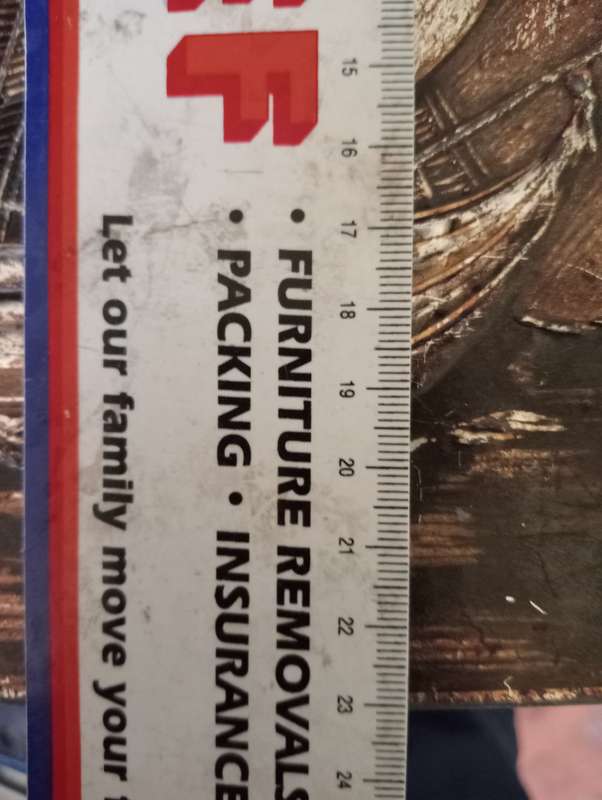 F
• FURNITURE REMOVALS
• PACKING • INSURANCE
Let our family move your
15 16 17 18 19 20 21 22 23 24